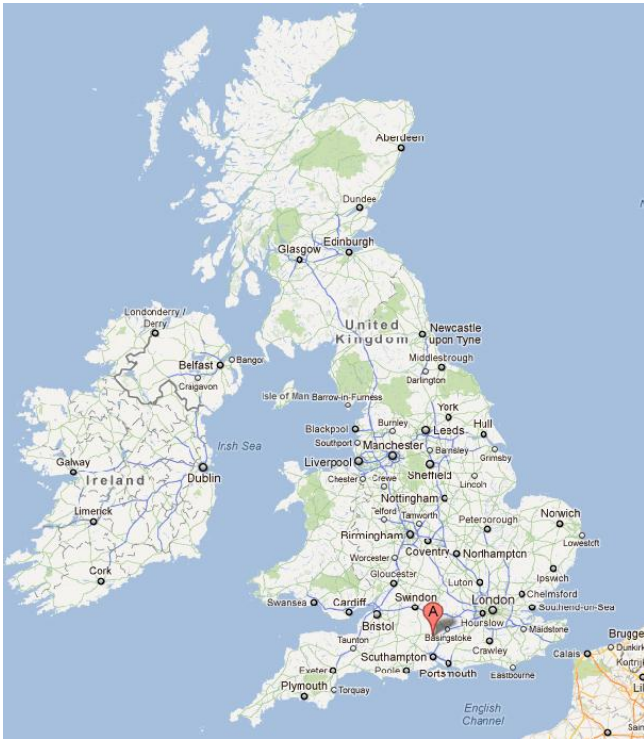 Aberdeen
Dundee
Glasgow
Edinburgh
United
Kingdom
Londonderry /
Derry
Newcastle
upon Tyne
Belfast
Bangor
Craigavon
Middlesbrough
Darlington
Isle of Man
Barrow-in-Furness
York
Blackpool
Burnley
Leeds
Hull
Irish Sea
Southport
Manchester
Barnsley
Grimsby
Galway
Ireland
Dublin
Liverpool
Sheffield
Chester
Crewe
Lincoln
Nottingham
Limerick
Telford
Tamworth
Peterborough
Norwich
Birmingham
Lowestoft
Coventry
Northampton
Worcester
Cork
Gloucester
Luton
Ipswich
Chelmsford
Swansea
Cardiff
Swindon
A
London
Southend-on-Sea
Bristol
Hounslow
Basingstoke
Maidstone
Taunton
Crawley
Brugge
Southampton
Calais
Dunkirk
Exeter
Poole
Portsmouth
Eastbourne
Kortrijk
Plymouth
Torquay
Lil
English
Channel
Sain